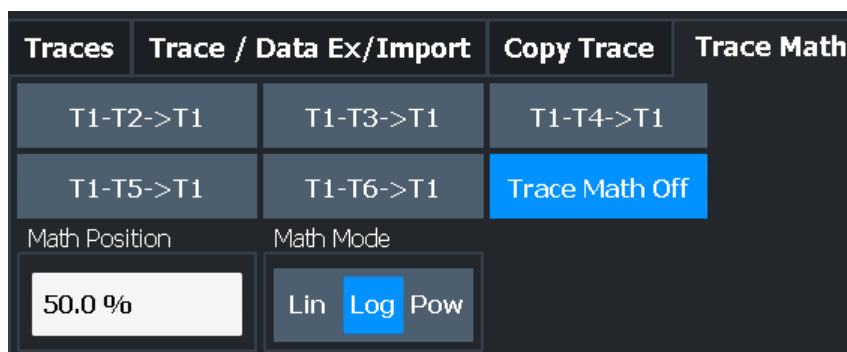 Traces Trace / Data Ex/Import Copy Trace Trace Math
T1-T2->T1 T1-T3->T1 T1-T4->T1
T1-T5->T1 T1-T6->T1 Trace Math Off
Math Position Math Mode
50.0 % Lin Log Pow